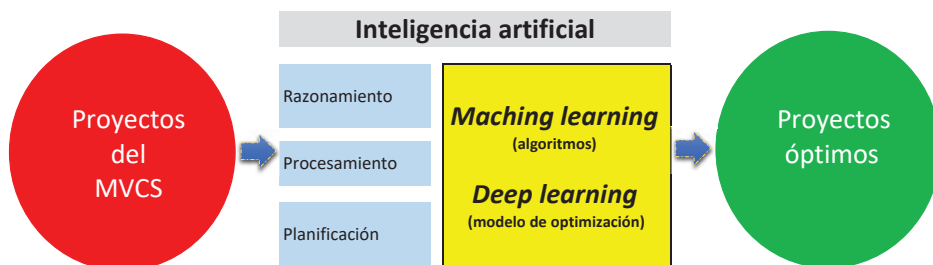 Inteligencia artificial
Proyectos
del
MVCS
Razonamiento
Procesamiento
Planificación
Maching learning
(algoritmos)
Deep learning
(modelo de optimización)
Proyectos
óptimos